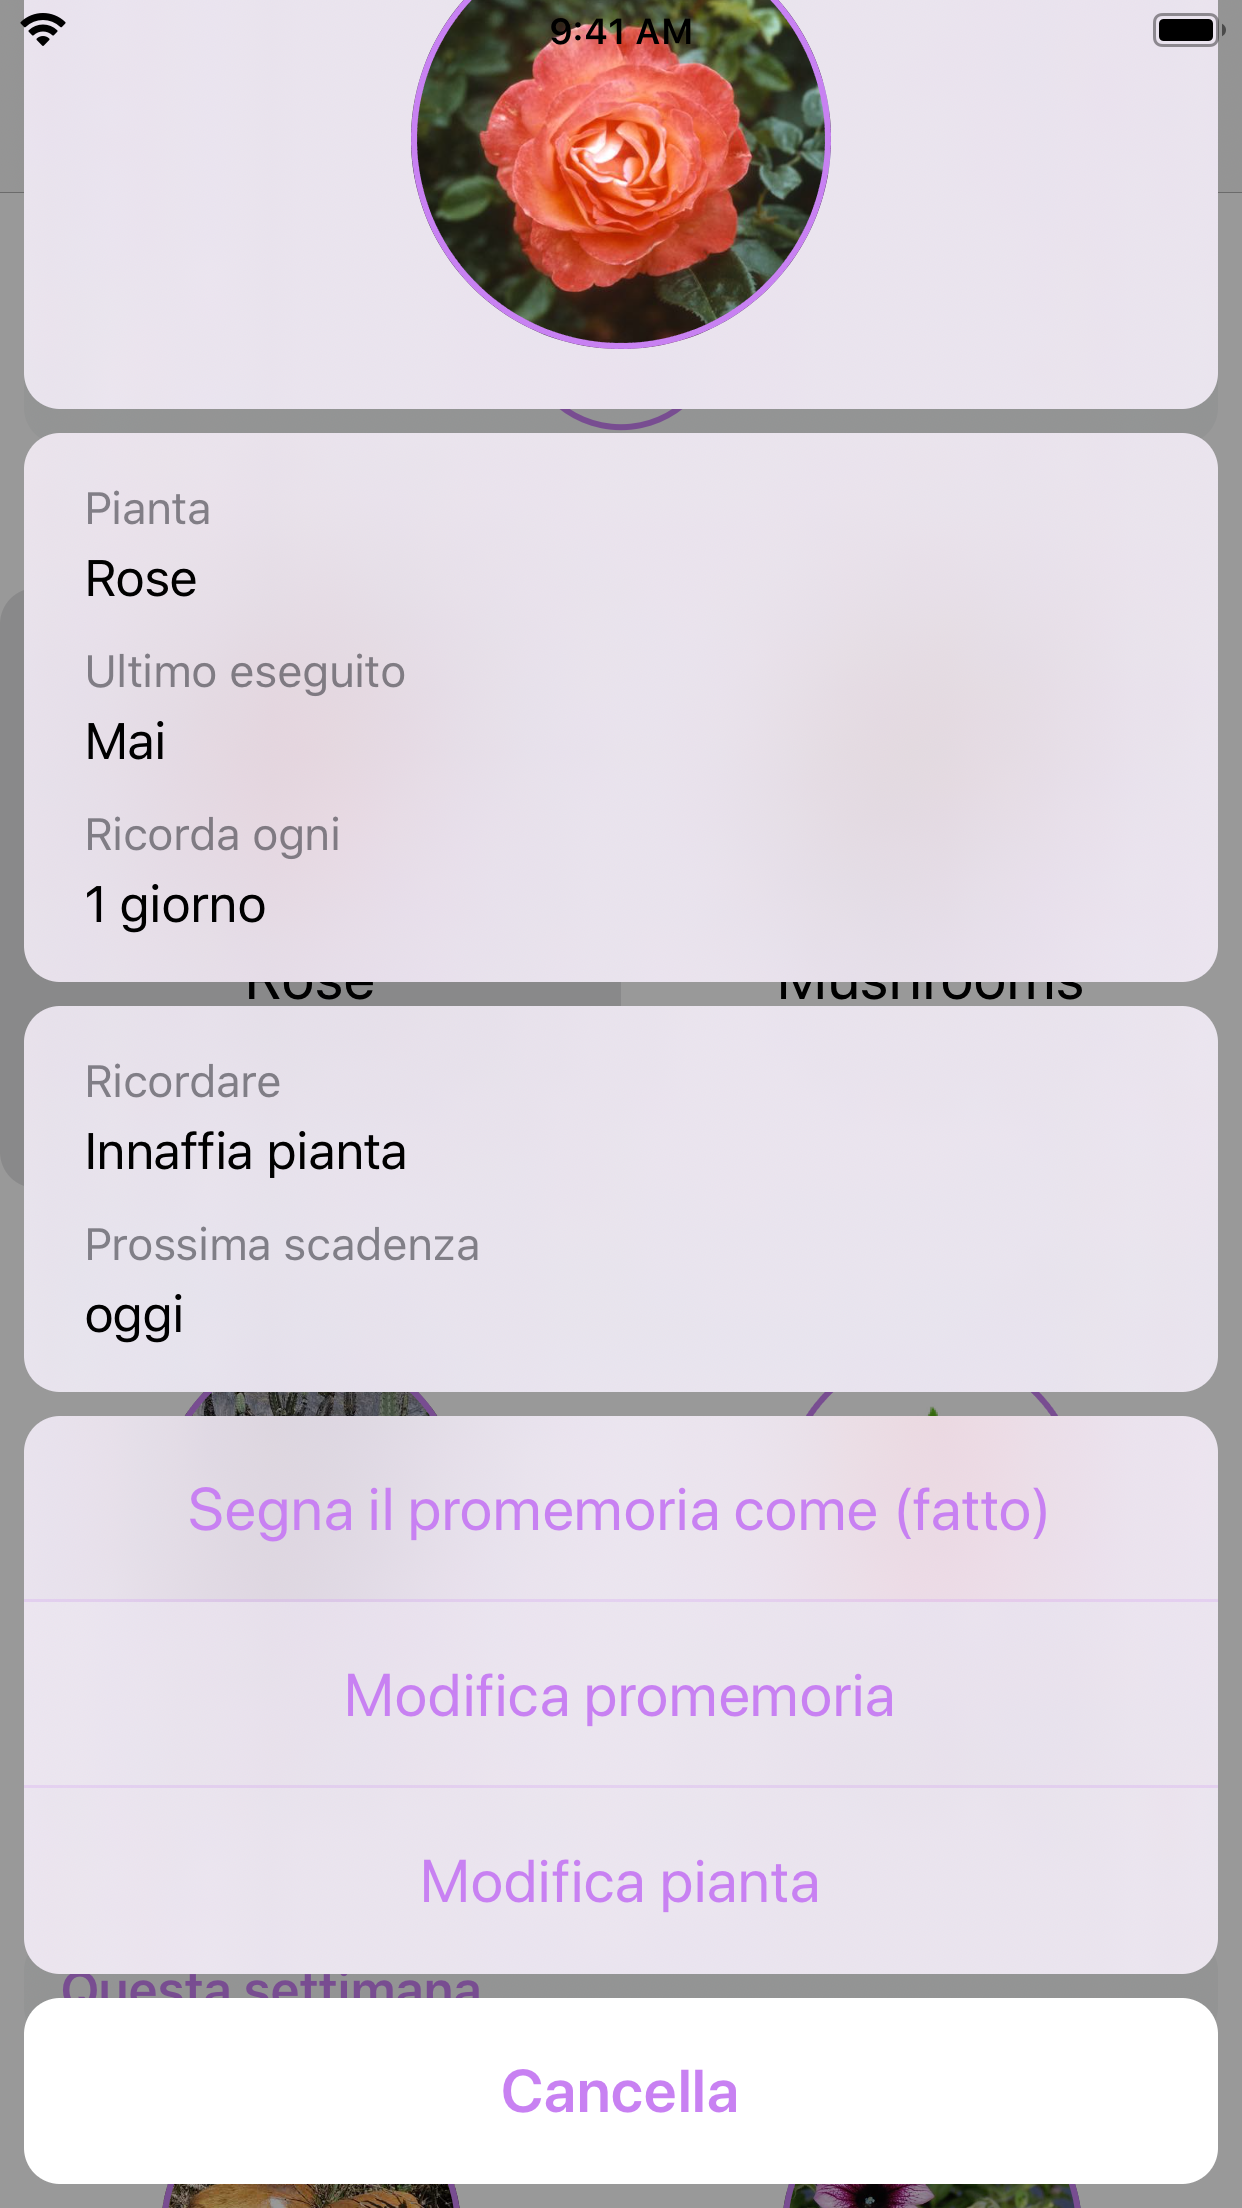 9:41 AM
Pianta
Rose
Ultimo eseguito
Mai
Ricorda ogni
1 giorno
Rose
Mushrooms
Ricordare
Innaffia pianta
Prossima scadenza
oggi
Segna il promemoria come (fatto)
Modifica promemoria
Modifica pianta
Questa settimana
Cancella